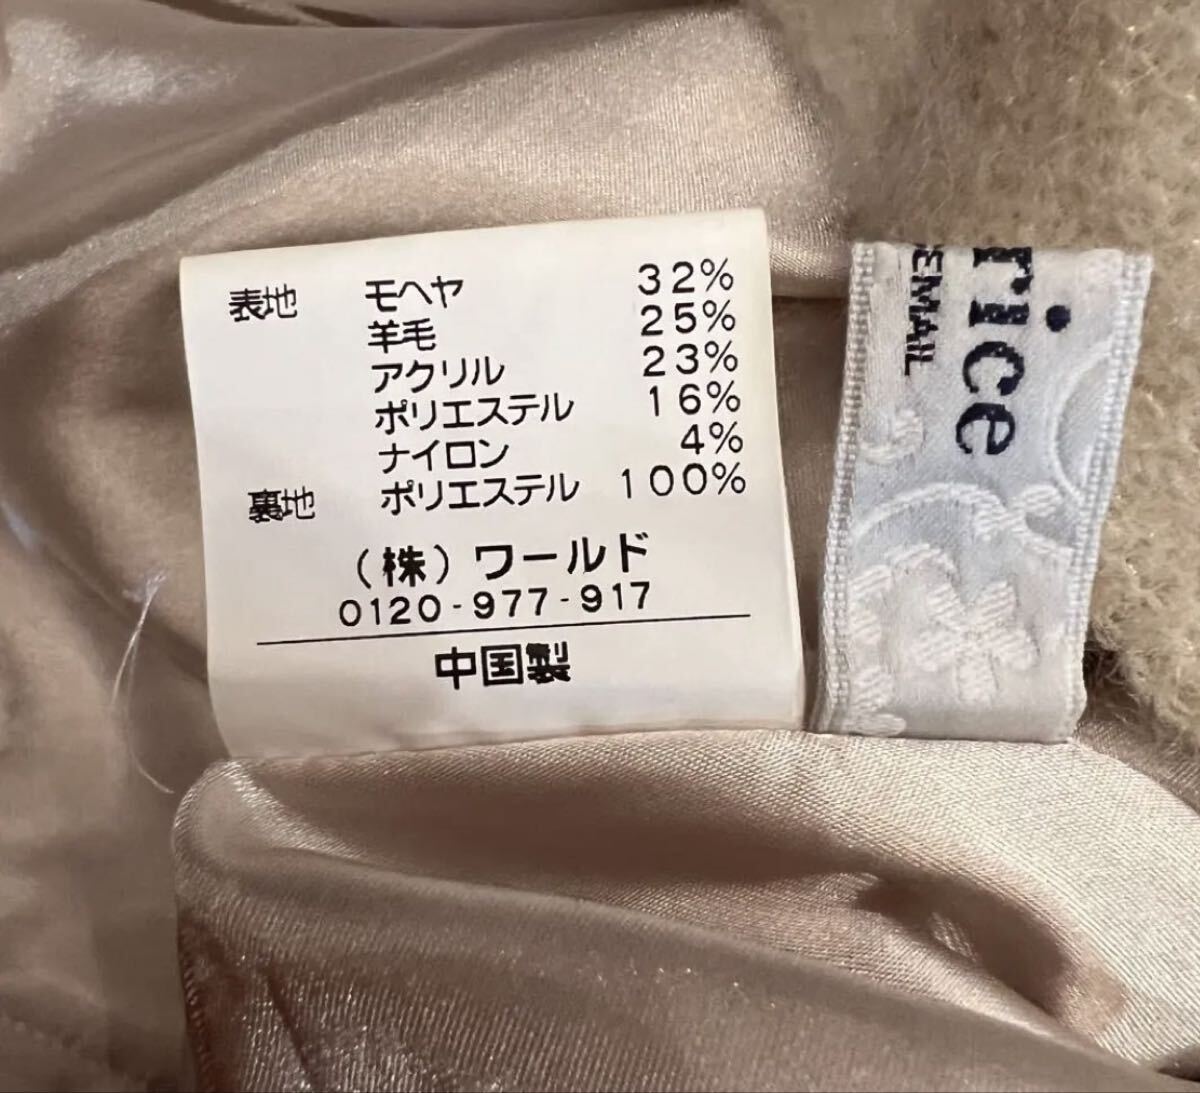 表地 モヘヤ 32%
羊毛 25%
アクリル 23%
ポリエステル 16%
ナイロン 4%
裏地 ポリエステル 100%
(株)ワールド
0120-977-917
中国製
rice
EMAIL